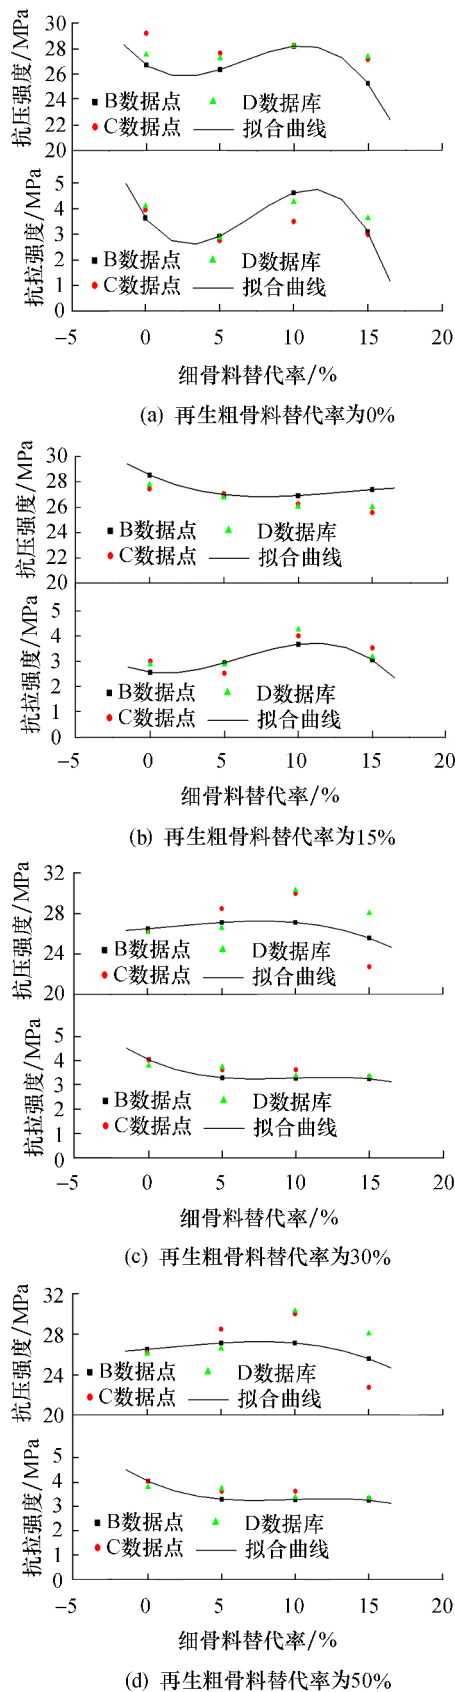 抗压强度/MPa
30
28
26
24
22
20
B数据点 D数据库
C数据点 拟合曲线
抗拉强度/MPa
5
4
3
2
1
0
B数据点 D数据库
C数据点 拟合曲线
-5 0 5 10 15 20
细骨料替代率/%
(a) 再生粗骨料替代率为0%
抗压强度/MPa
30
28
26
24
22
20
B数据点 D数据库
C数据点 拟合曲线
抗拉强度/MPa
5
4
3
2
1
0
B数据点 D数据库
C数据点 拟合曲线
-5 0 5 10 15 20
细骨料替代率/%
(b) 再生粗骨料替代率为15%
抗压强度/MPa
32
28
24
20
B数据点 D数据库
C数据点 拟合曲线
抗拉强度/MPa
5
4
3
2
1
0
B数据点 D数据库
C数据点 拟合曲线
-5 0 5 10 15 20
细骨料替代率/%
(c) 再生粗骨料替代率为30%
抗压强度/MPa
32
28
24
20
B数据点 D数据库
C数据点 拟合曲线
抗拉强度/MPa
5
4
3
2
1
0
B数据点 D数据库
C数据点 拟合曲线
-5 0 5 10 15 20
细骨料替代率/%
(d) 再生粗骨料替代率为50%